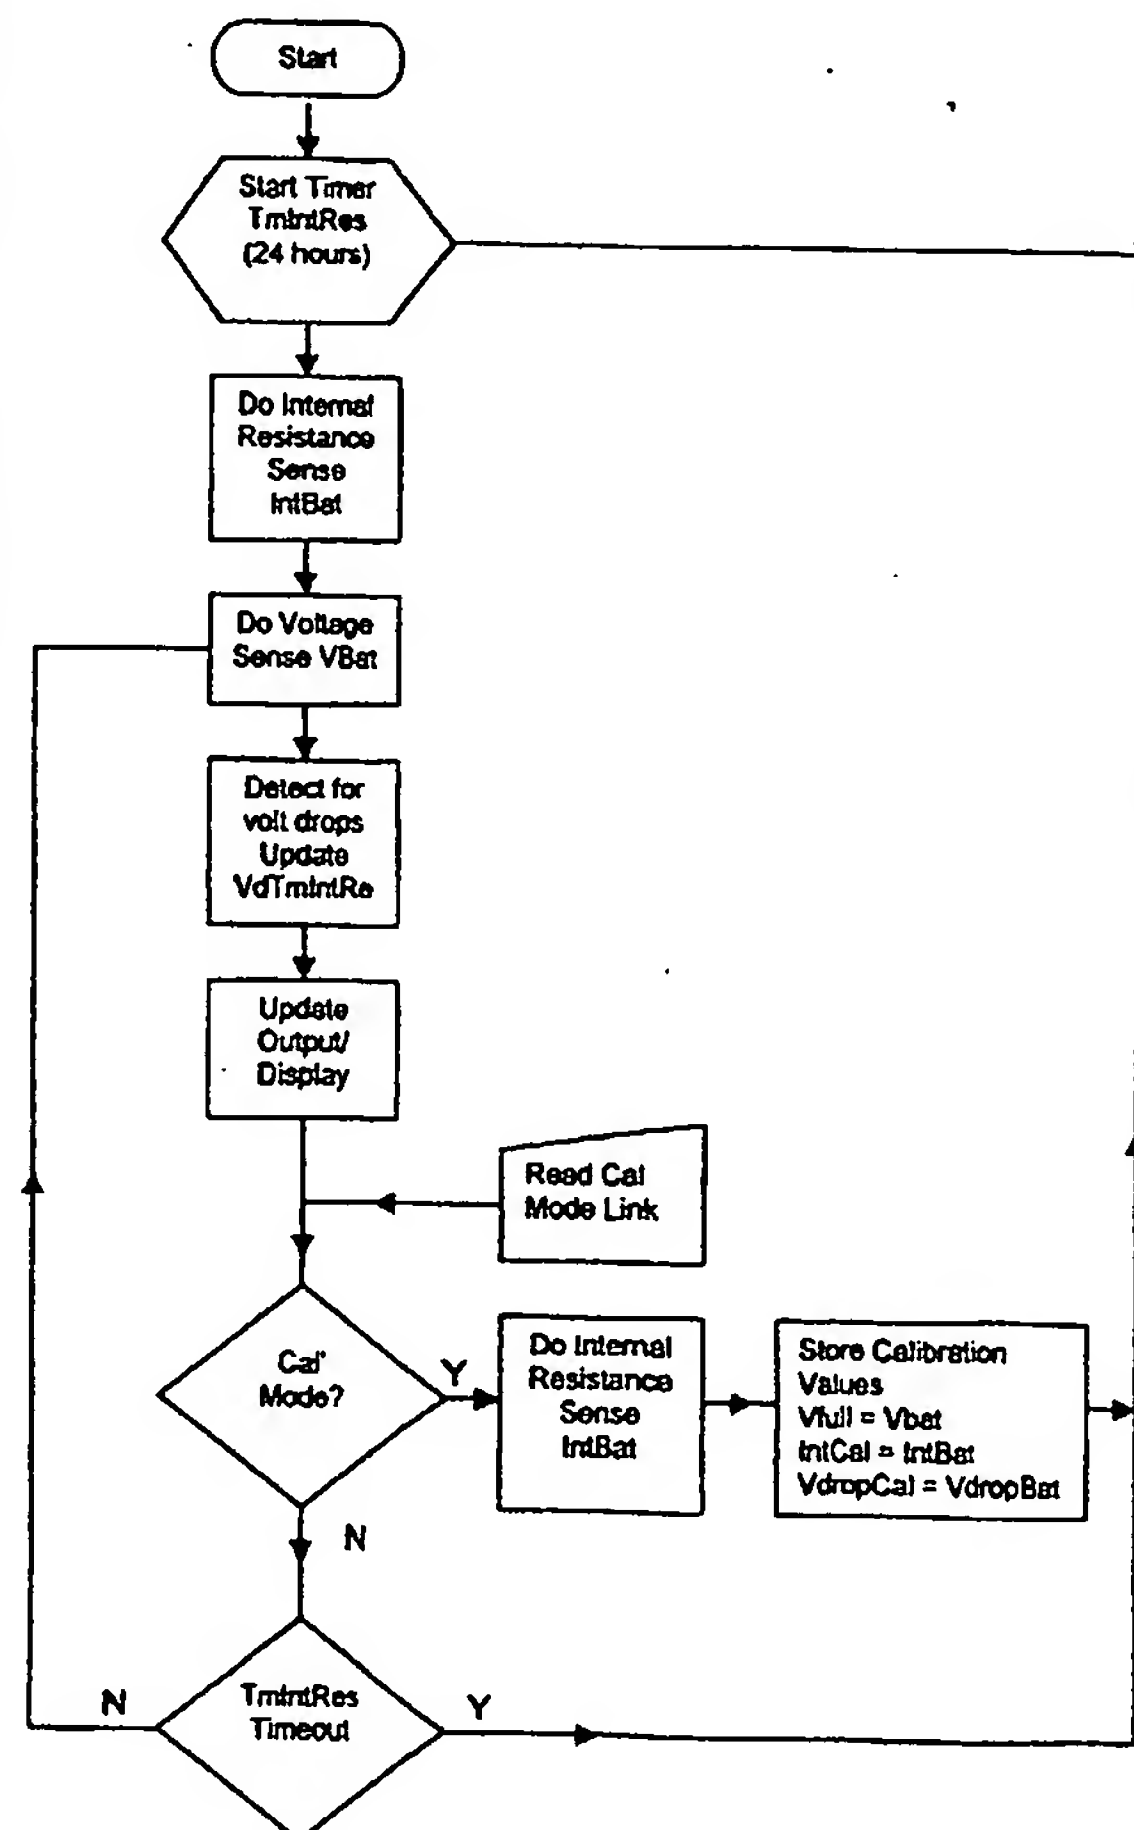 Start
Start Timer
TmIntRes
(24 hours)
Do Internal
Resistance
Sense
IntBat
Do Voltage
Sense VBat
Detect for
volt drops
Update
VdTmIntRe
Update
Output/
Display
Read Cal
Mode Link
Cal'
Mode?
Y
Do Internal
Resistance
Sense
IntBat
Store Calibration
Values
Vfull = Vbat
IntCal = IntBat
VdropCal = VdropBat
N
N
TmIntRes
Timeout
Y